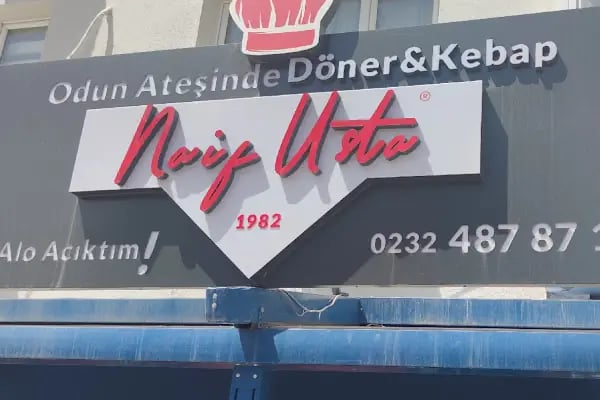 Odun Ateşinde Döner&Kebap
Naif Usta ®
1982
Alo Acıktım!
0232 487 87